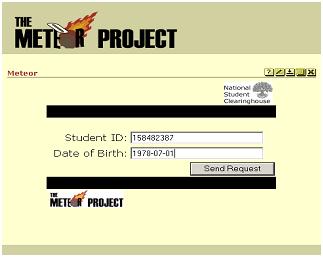 THE
METEOR PROJECT
Meteor
National
Student
Clearinghouse
Student ID: 158482387
Date of Birth: 1978-07-01
Send Request
THE
METEOR PROJECT